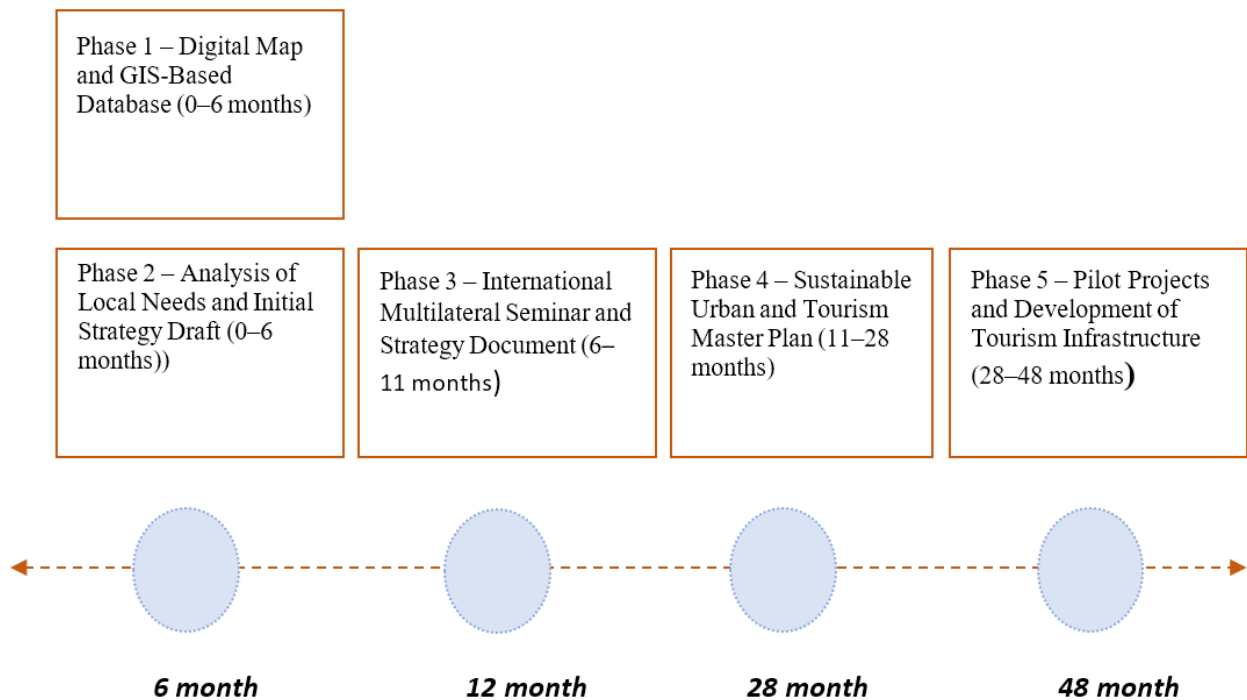 Phase 1 – Digital Map
and GIS-Based
Database (0–6 months)
Phase 2 – Analysis of
Local Needs and Initial
Strategy Draft (0–6
months))
Phase 3 – International
Multilateral Seminar and
Strategy Document (6–
11 months)
Phase 4 – Sustainable
Urban and Tourism
Master Plan (11–28
months)
Phase 5 – Pilot Projects
and Development of
Tourism Infrastructure
(28–48 months)
6 month
12 month
28 month
48 month